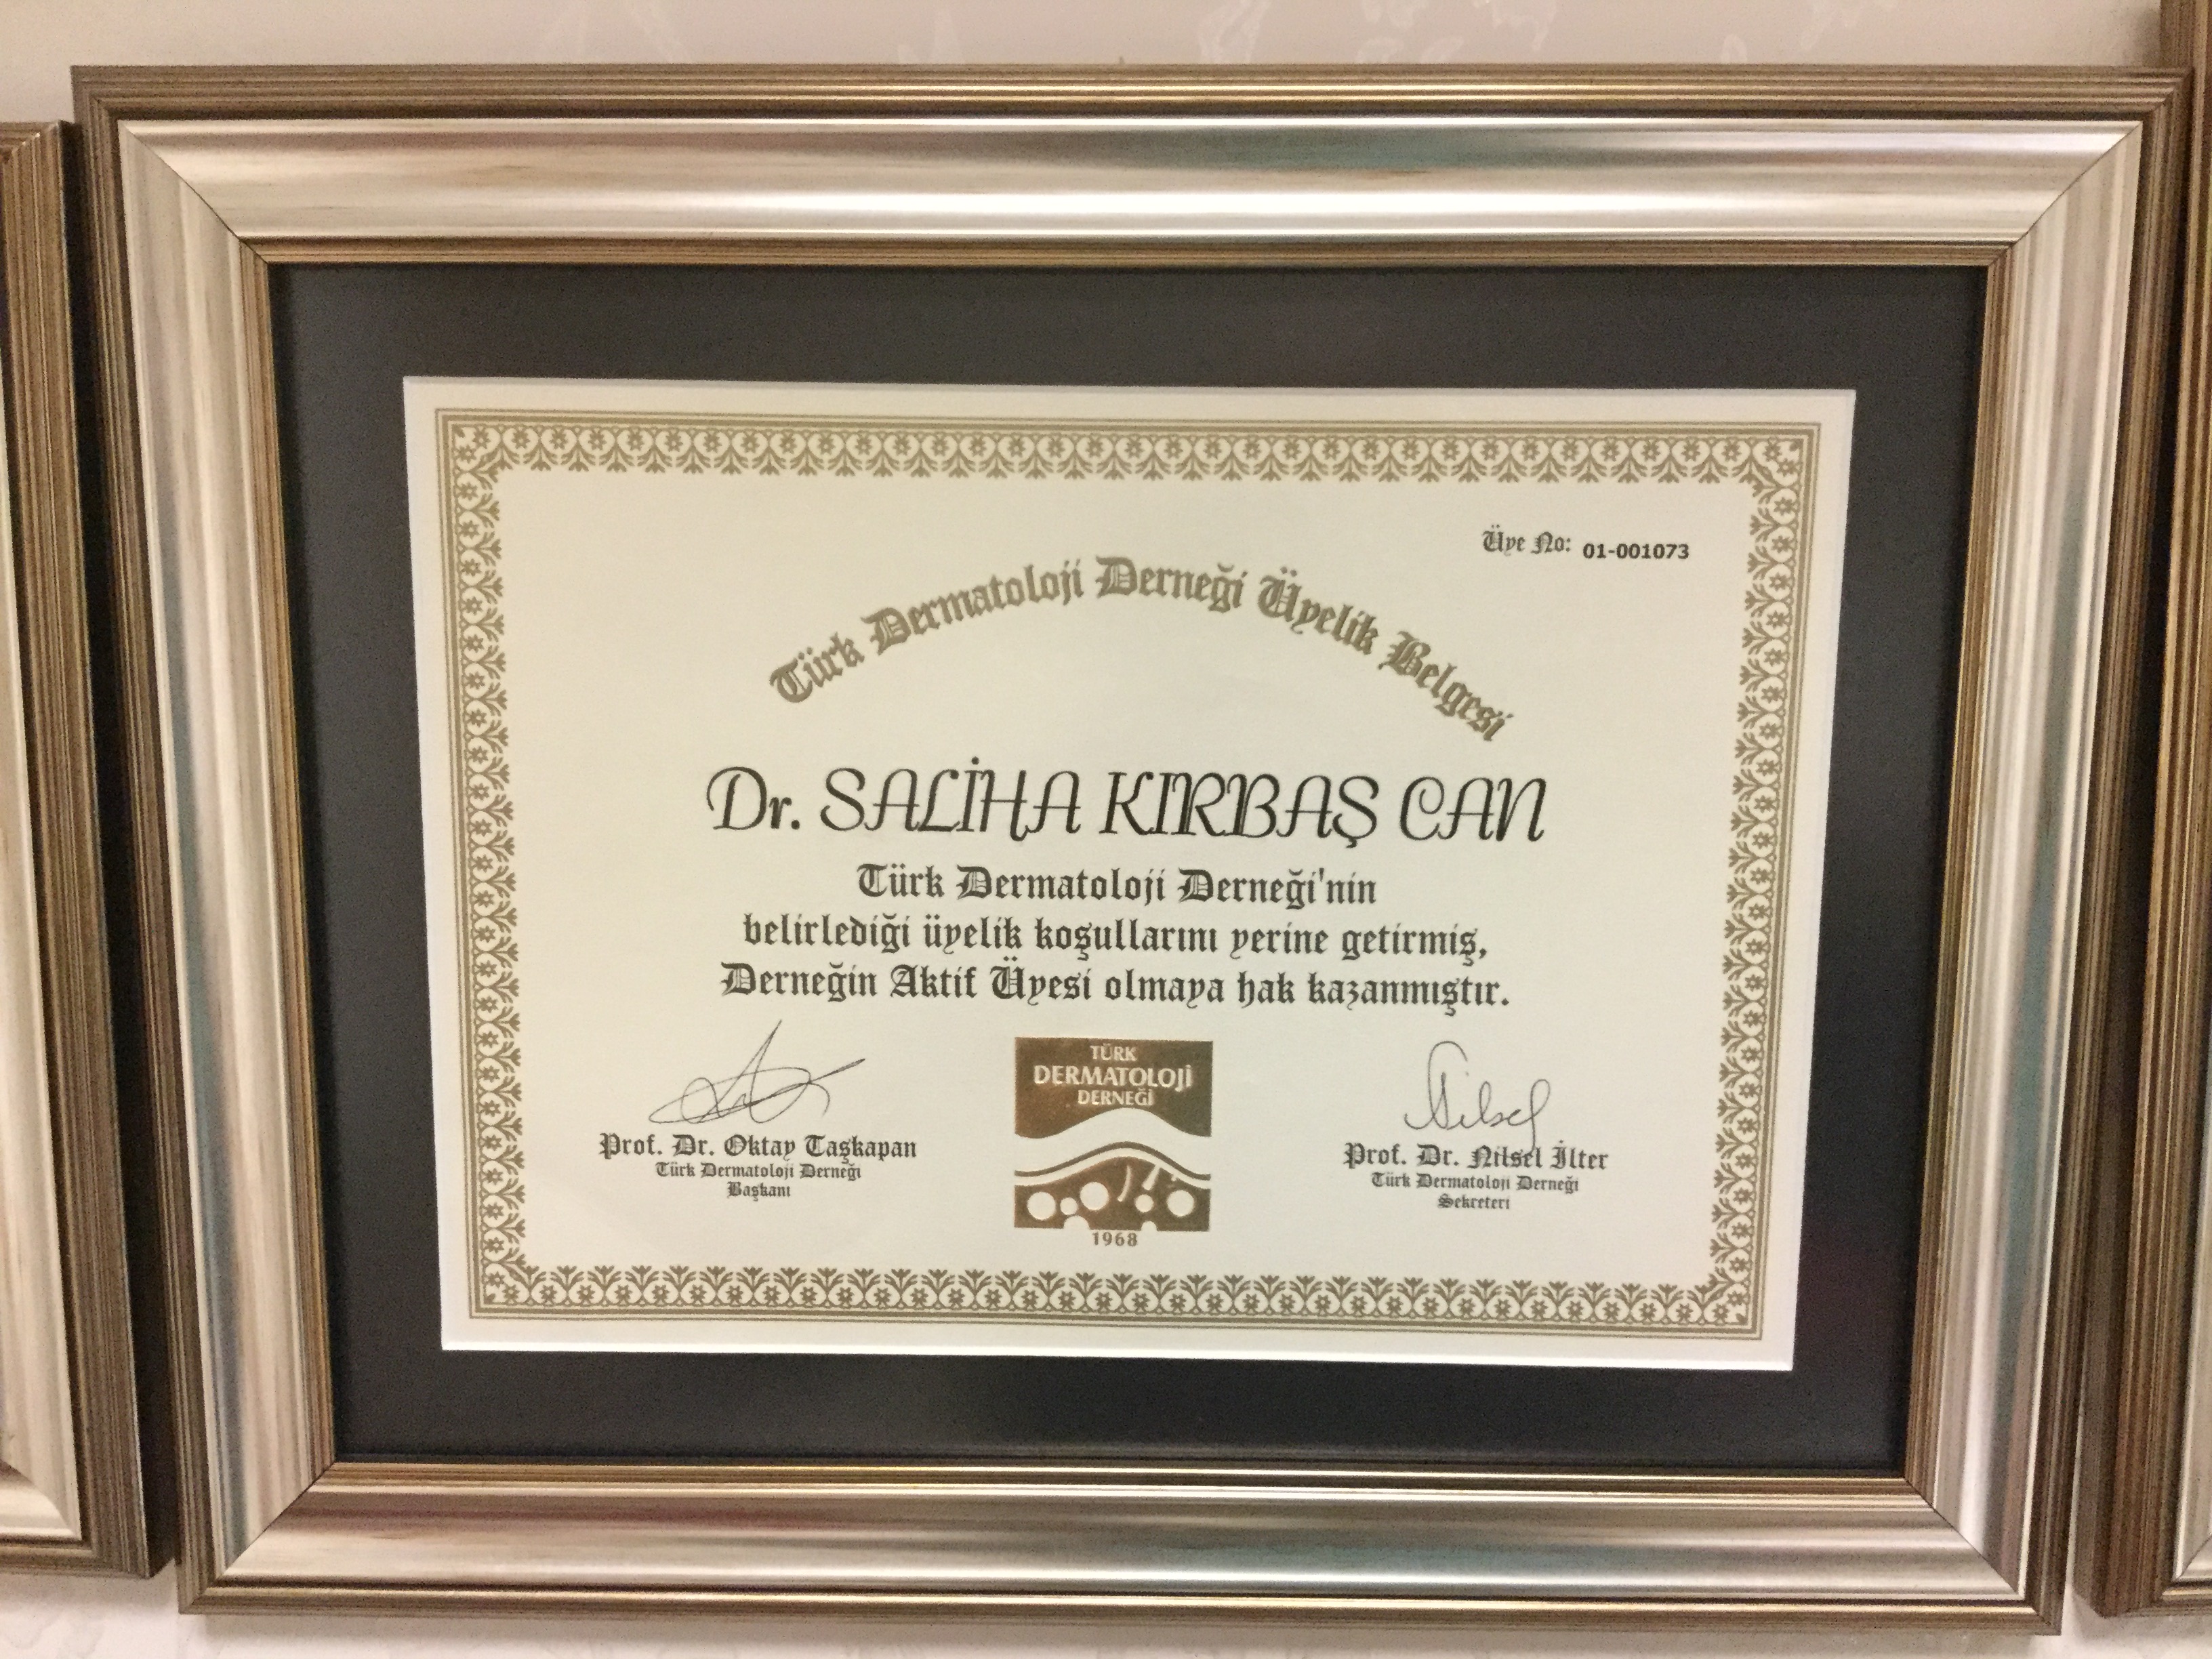 Üye No: 01-001073
Türk Dermatoloji Derneği Üyelik Belgesi
Dr. SALİHA KIRBAŞ CAN
Türk Dermatoloji Derneği'nin
belirlediği üyelik koşullarını yerine getirmiş,
Derneğin Aktif Üyesi olmaya hak kazanmıştır.
TÜRK
DERMATOLOJİ
DERNEĞİ
1968
Prof. Dr. Oktay Taşkapan
Türk Dermatoloji Derneği
Başkanı
Nilsel
Prof. Dr. Nilsel İlter
Türk Dermatoloji Derneği
Sekreteri